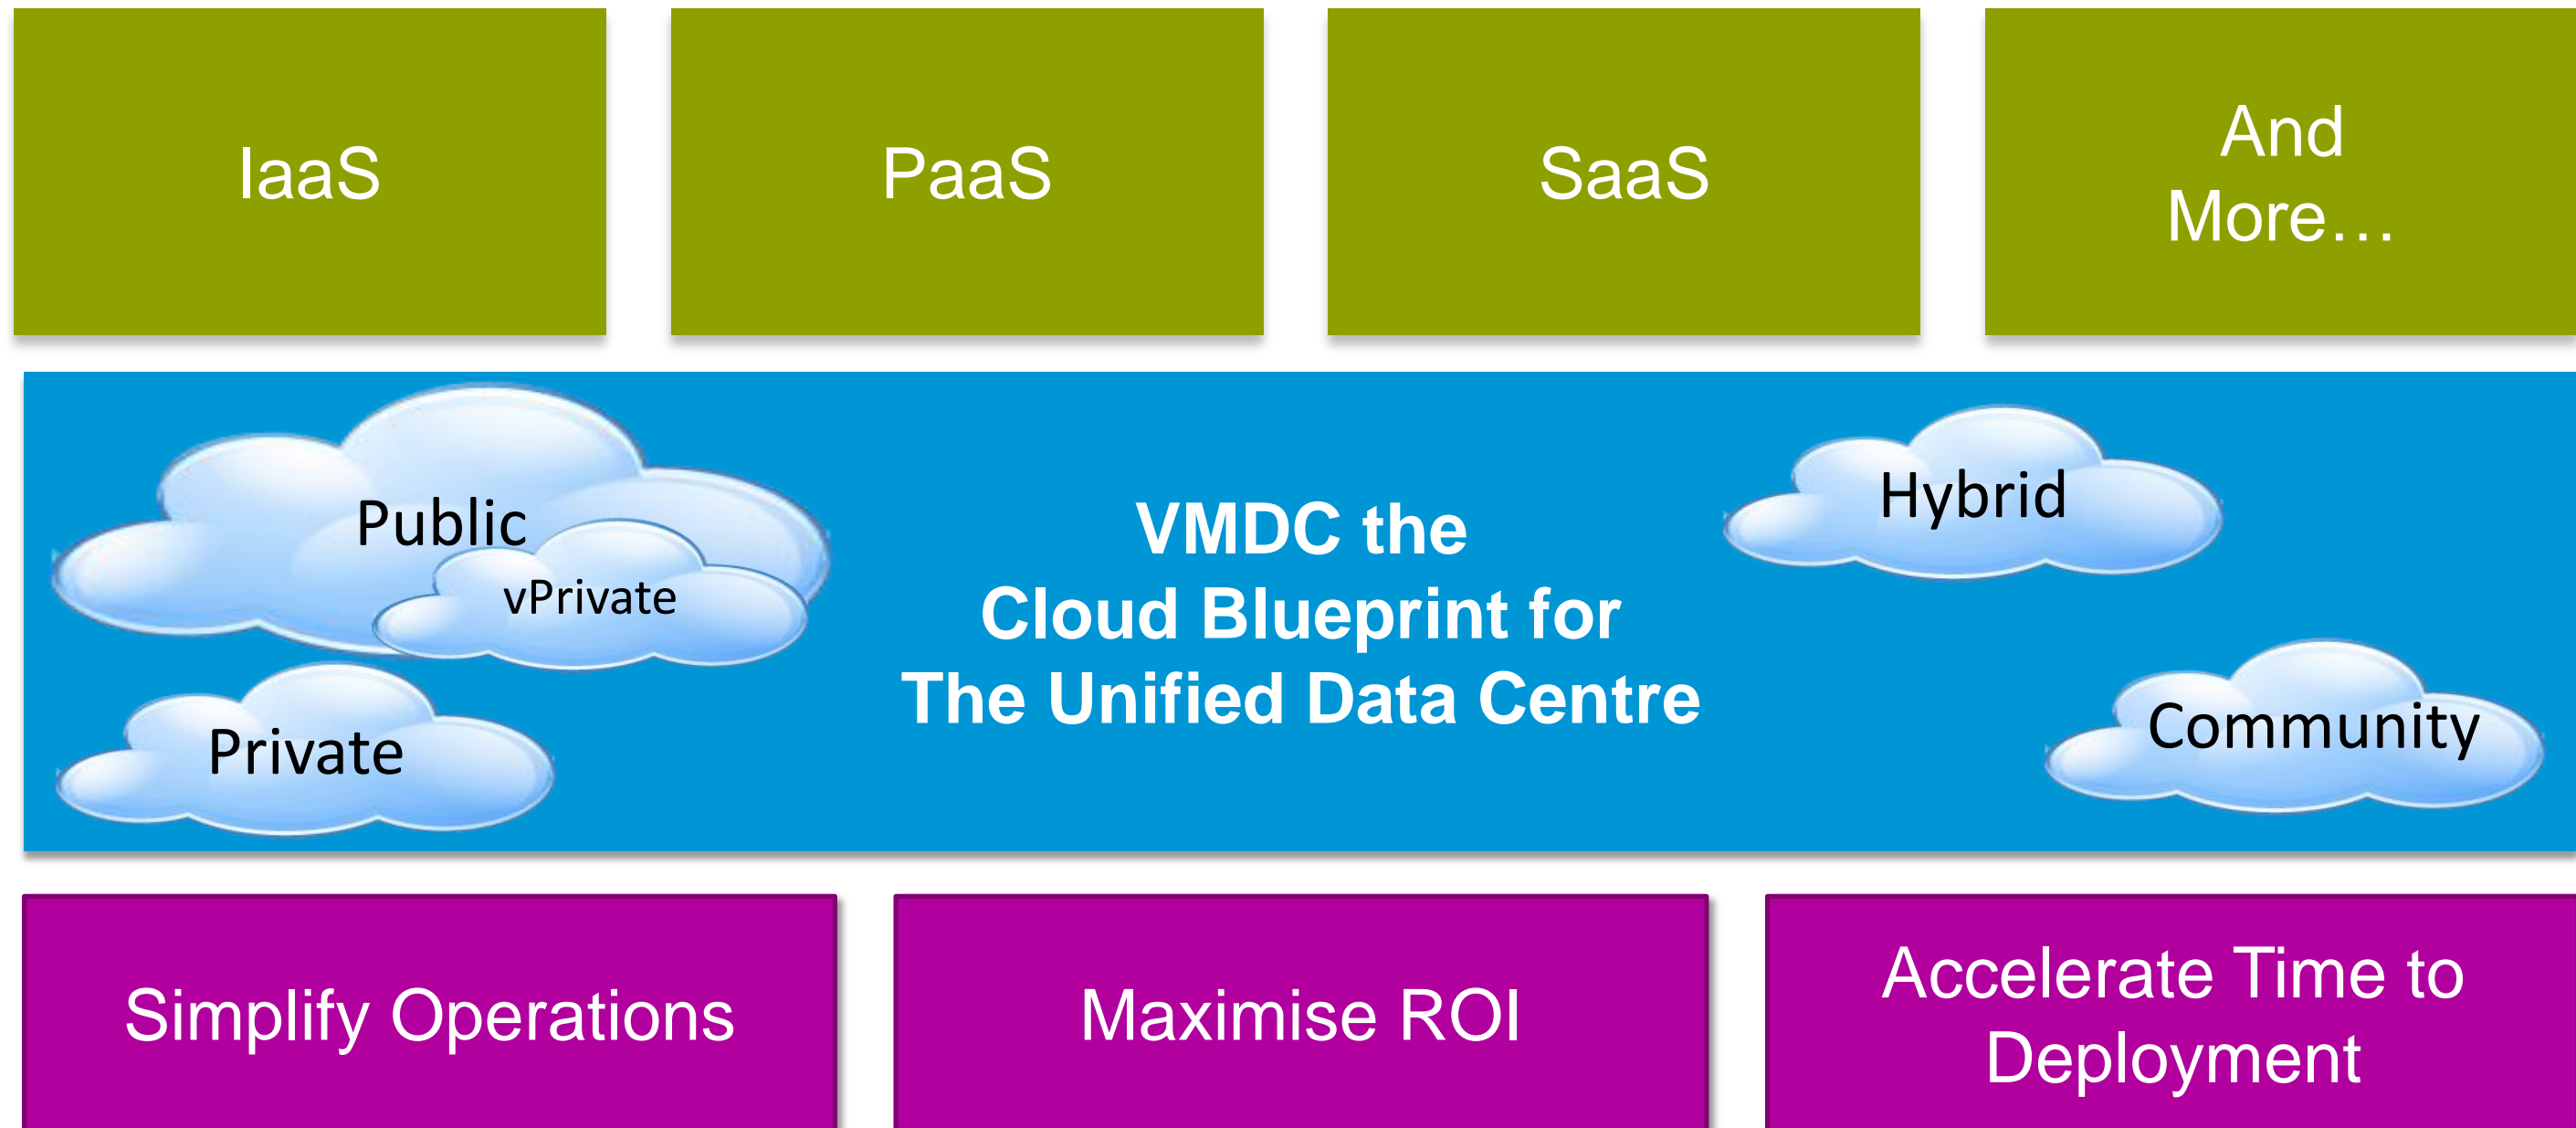 IaaS
PaaS
SaaS
And
More…
Public
vPrivate
Private
VMDC the
Cloud Blueprint for
The Unified Data Centre
Hybrid
Community
Simplify Operations
Maximise ROI
Accelerate Time to
Deployment